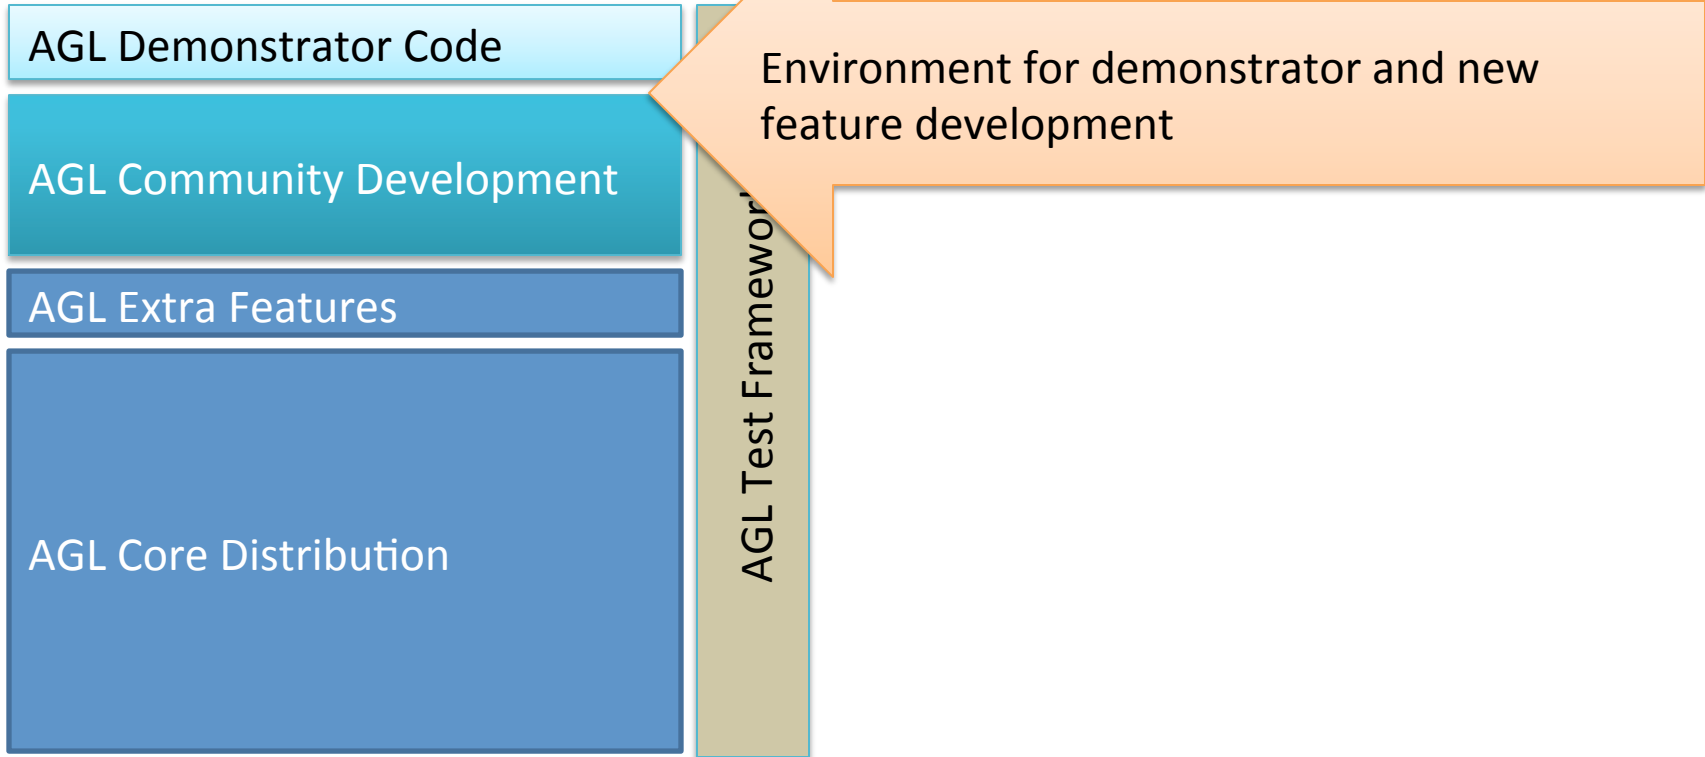 AGL Demonstrator Code
Environment for demonstrator and new
feature development
AGL Community Development
AGL Extra Features
AGL Core Distribution
AGL Test Framework